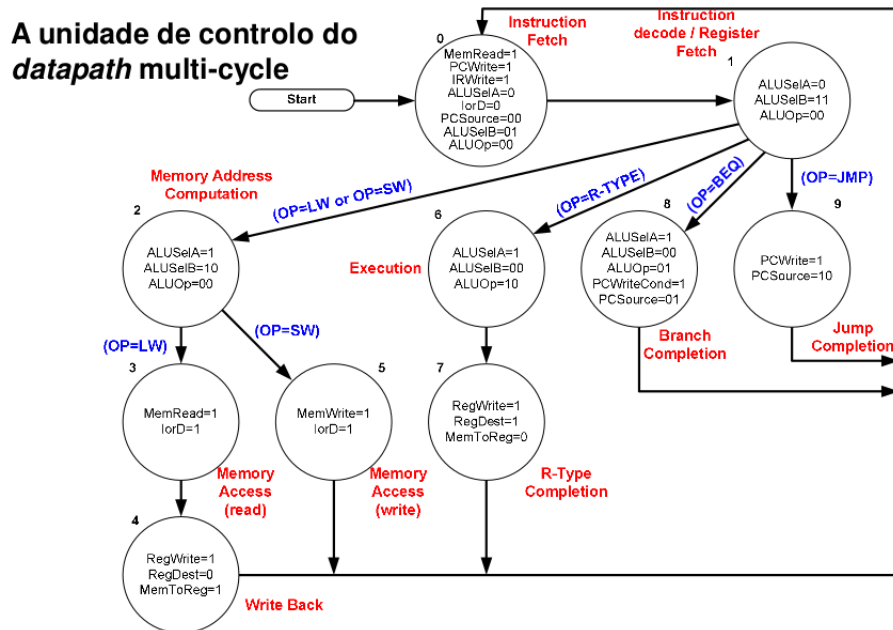 A unidade de controlo do
datapath multi-cycle
Start
0
Instruction
Fetch
MemRead=1
PCWrite=1
IRWrite=1
ALUSelA=0
IorD=0
PCSource=00
ALUSelB=01
ALUOp=00
Instruction
decode / Register
Fetch
1
ALUSelA=0
ALUSelB=11
ALUOp=00
(OP=LW or OP=SW)
(OP=R-TYPE)
(OP=BEQ)
(OP=JMP)
Memory Address
Computation
2
ALUSelA=1
ALUSelB=10
ALUOp=00
Execution
6
ALUSelA=1
ALUSelB=00
ALUOp=10
8
ALUSelA=1
ALUSelB=00
ALUOp=01
PCWriteCond=1
PCSource=01
Branch
Completion
9
PCWrite=1
PCSource=10
Jump
Completion
(OP=LW)
(OP=SW)
3
MemRead=1
IorD=1
Memory
Access
(read)
5
MemWrite=1
IorD=1
Memory
Access
(write)
7
RegWrite=1
RegDest=1
MemToReg=0
R-Type
Completion
4
RegWrite=1
RegDest=0
MemToReg=1
Write Back